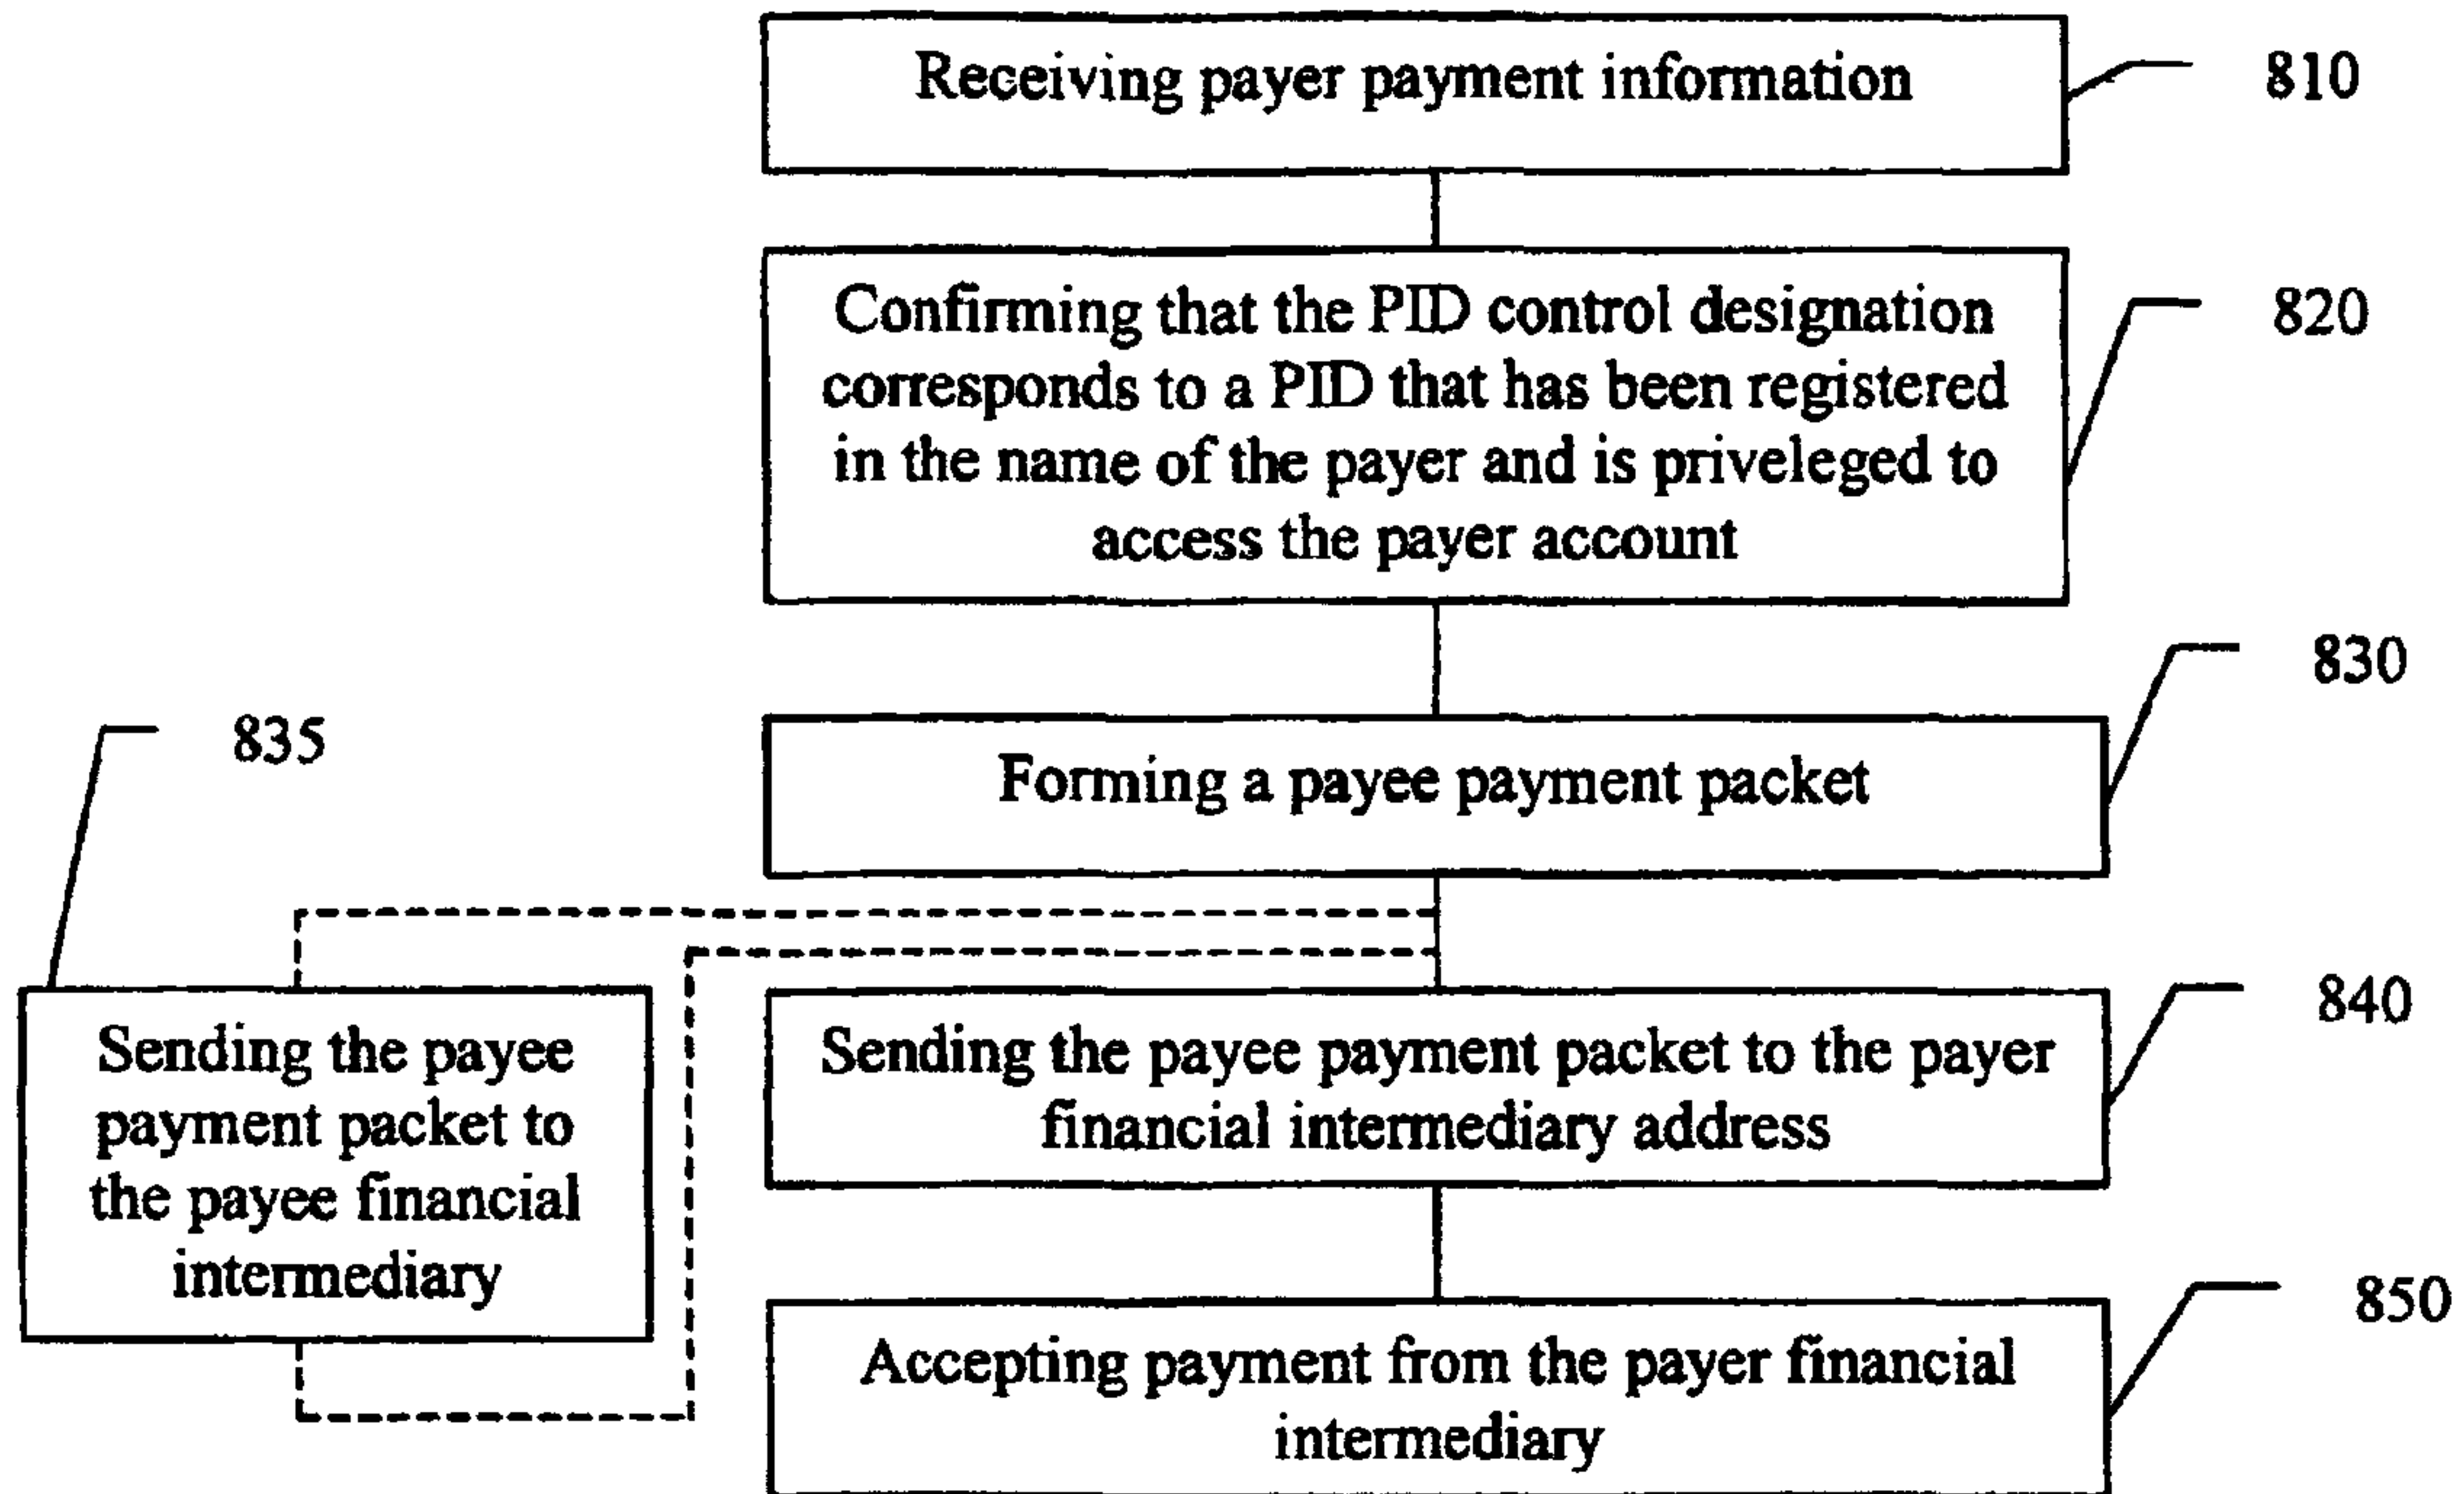 Receiving payer payment information
810
Confirming that the PID control designation
corresponds to a PID that has been registered
in the name of the payer and is priveleged to
access the payer account
820
Forming a payee payment packet
830
835
Sending the payee
payment packet to
the payee financial
intermediary
Sending the payee payment packet to the payer
financial intermediary address
840
Accepting payment from the payer financial
intermediary
850